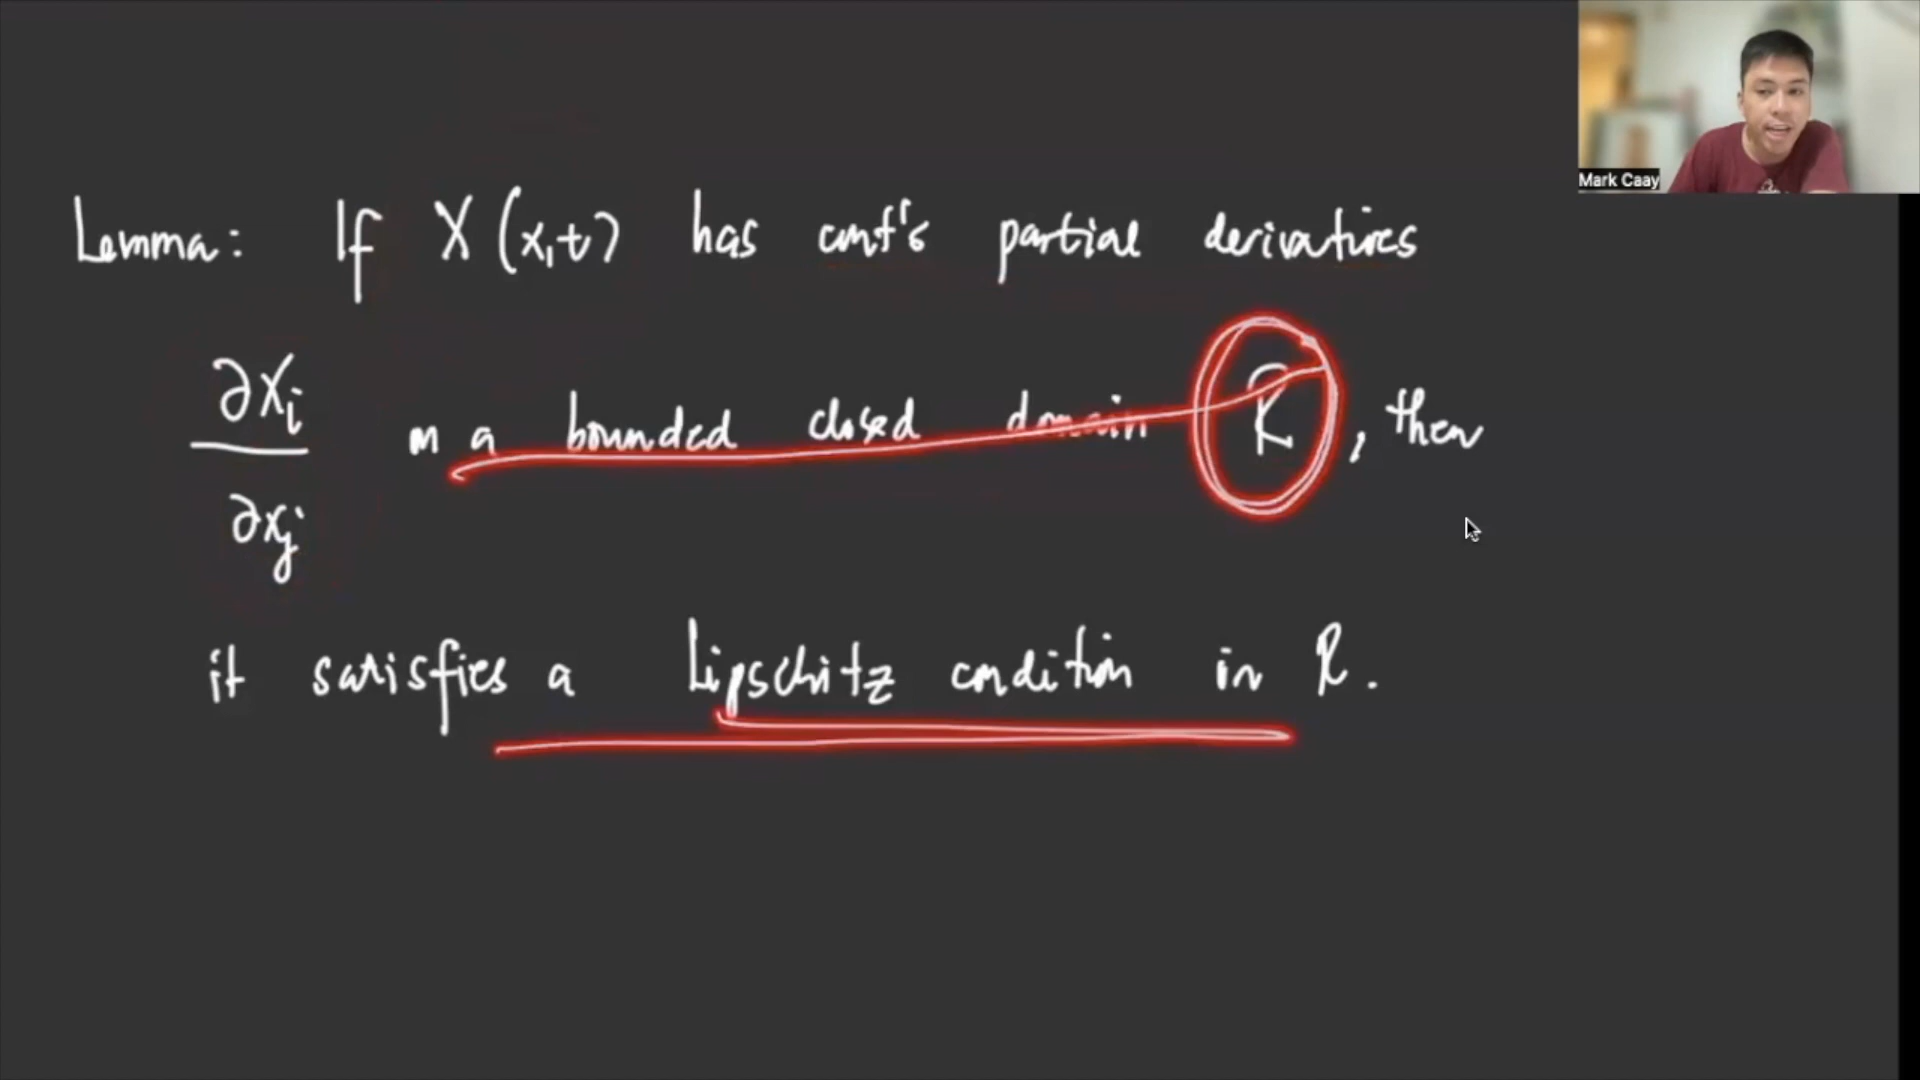 Mark Caay
Lemma: If X(x,t) has cont's partial derivatives
∂Xi on a bounded closed domain R, then
∂xj
it satisfies a Lipschitz condition in R.